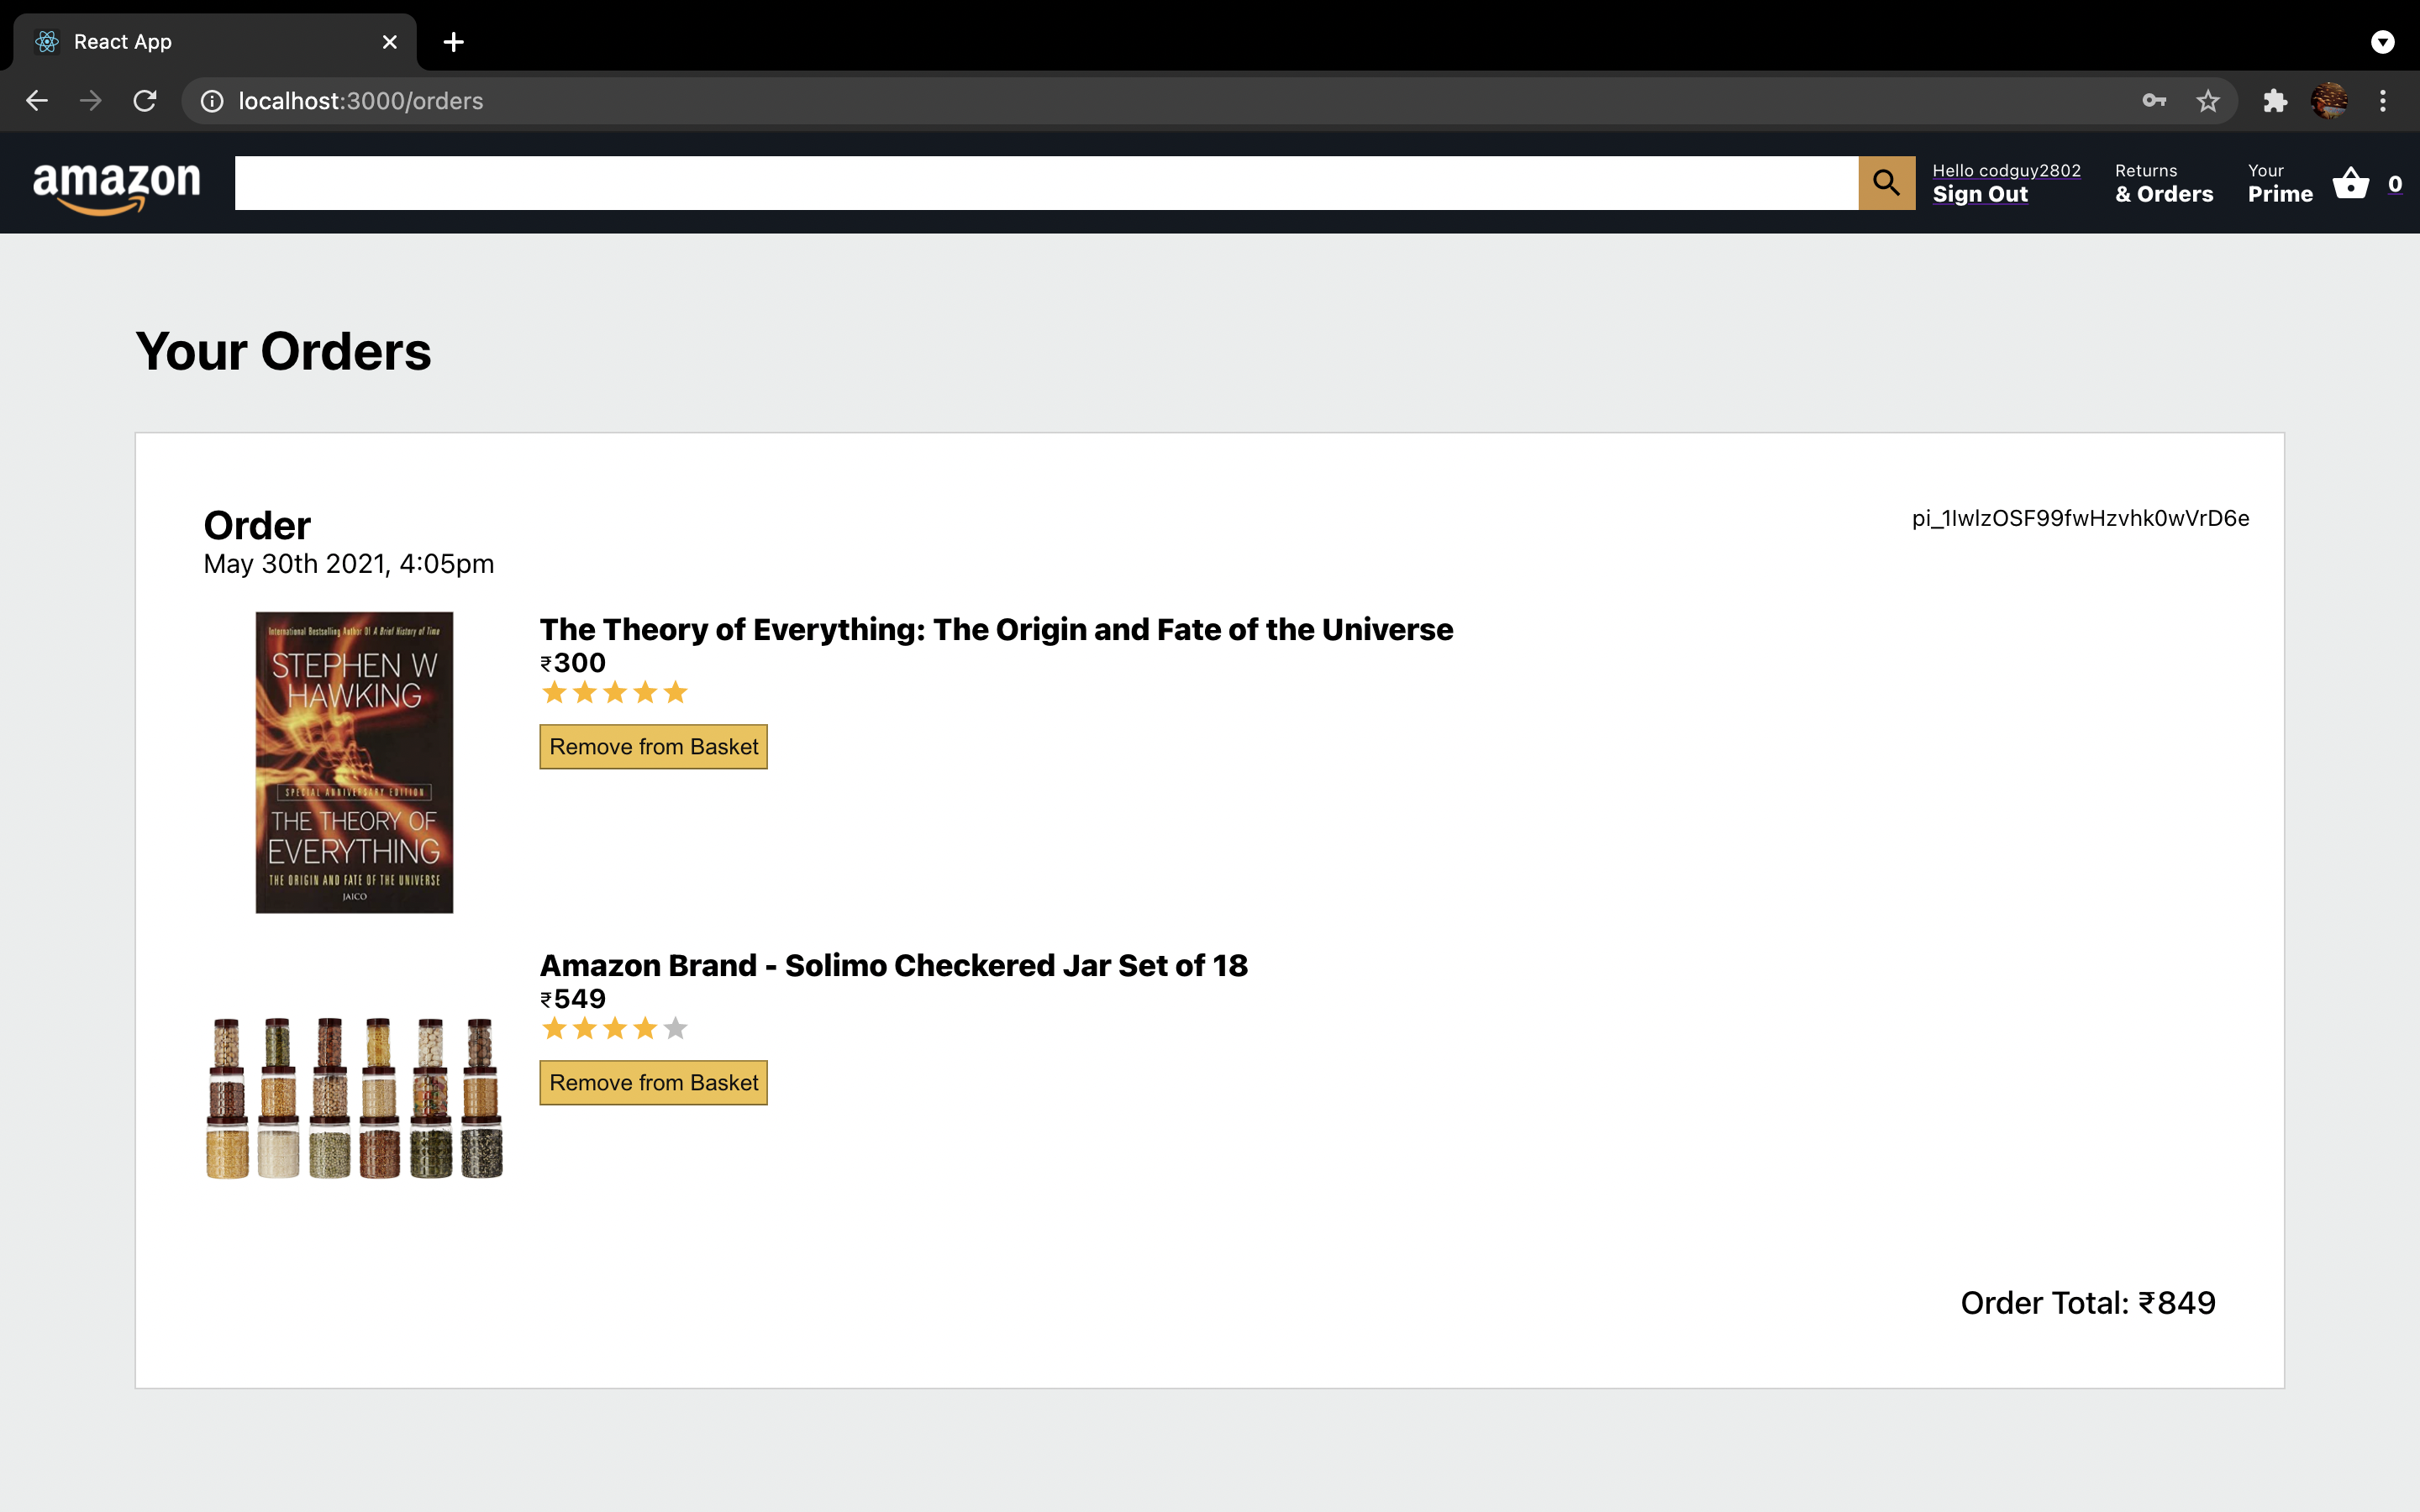 React App
localhost:3000/orders
amazon
Hello codguy2802
Sign Out
Returns
& Orders
Your
Prime
0
Your Orders
Order
pi_1IwlzOSF99fwHzvhk0wVrD6e
May 30th 2021, 4:05pm
International Bestselling Author Of A Brief History of Time
STEPHEN W
HAWKING
SPECIAL ANNIVERSARY EDITION
THE THEORY OF
EVERYTHING
THE ORIGIN AND FATE OF THE UNIVERSE
JAICO
The Theory of Everything: The Origin and Fate of the Universe
₹300
Remove from Basket
Amazon Brand - Solimo Checkered Jar Set of 18
₹549
Remove from Basket
Order Total: ₹849